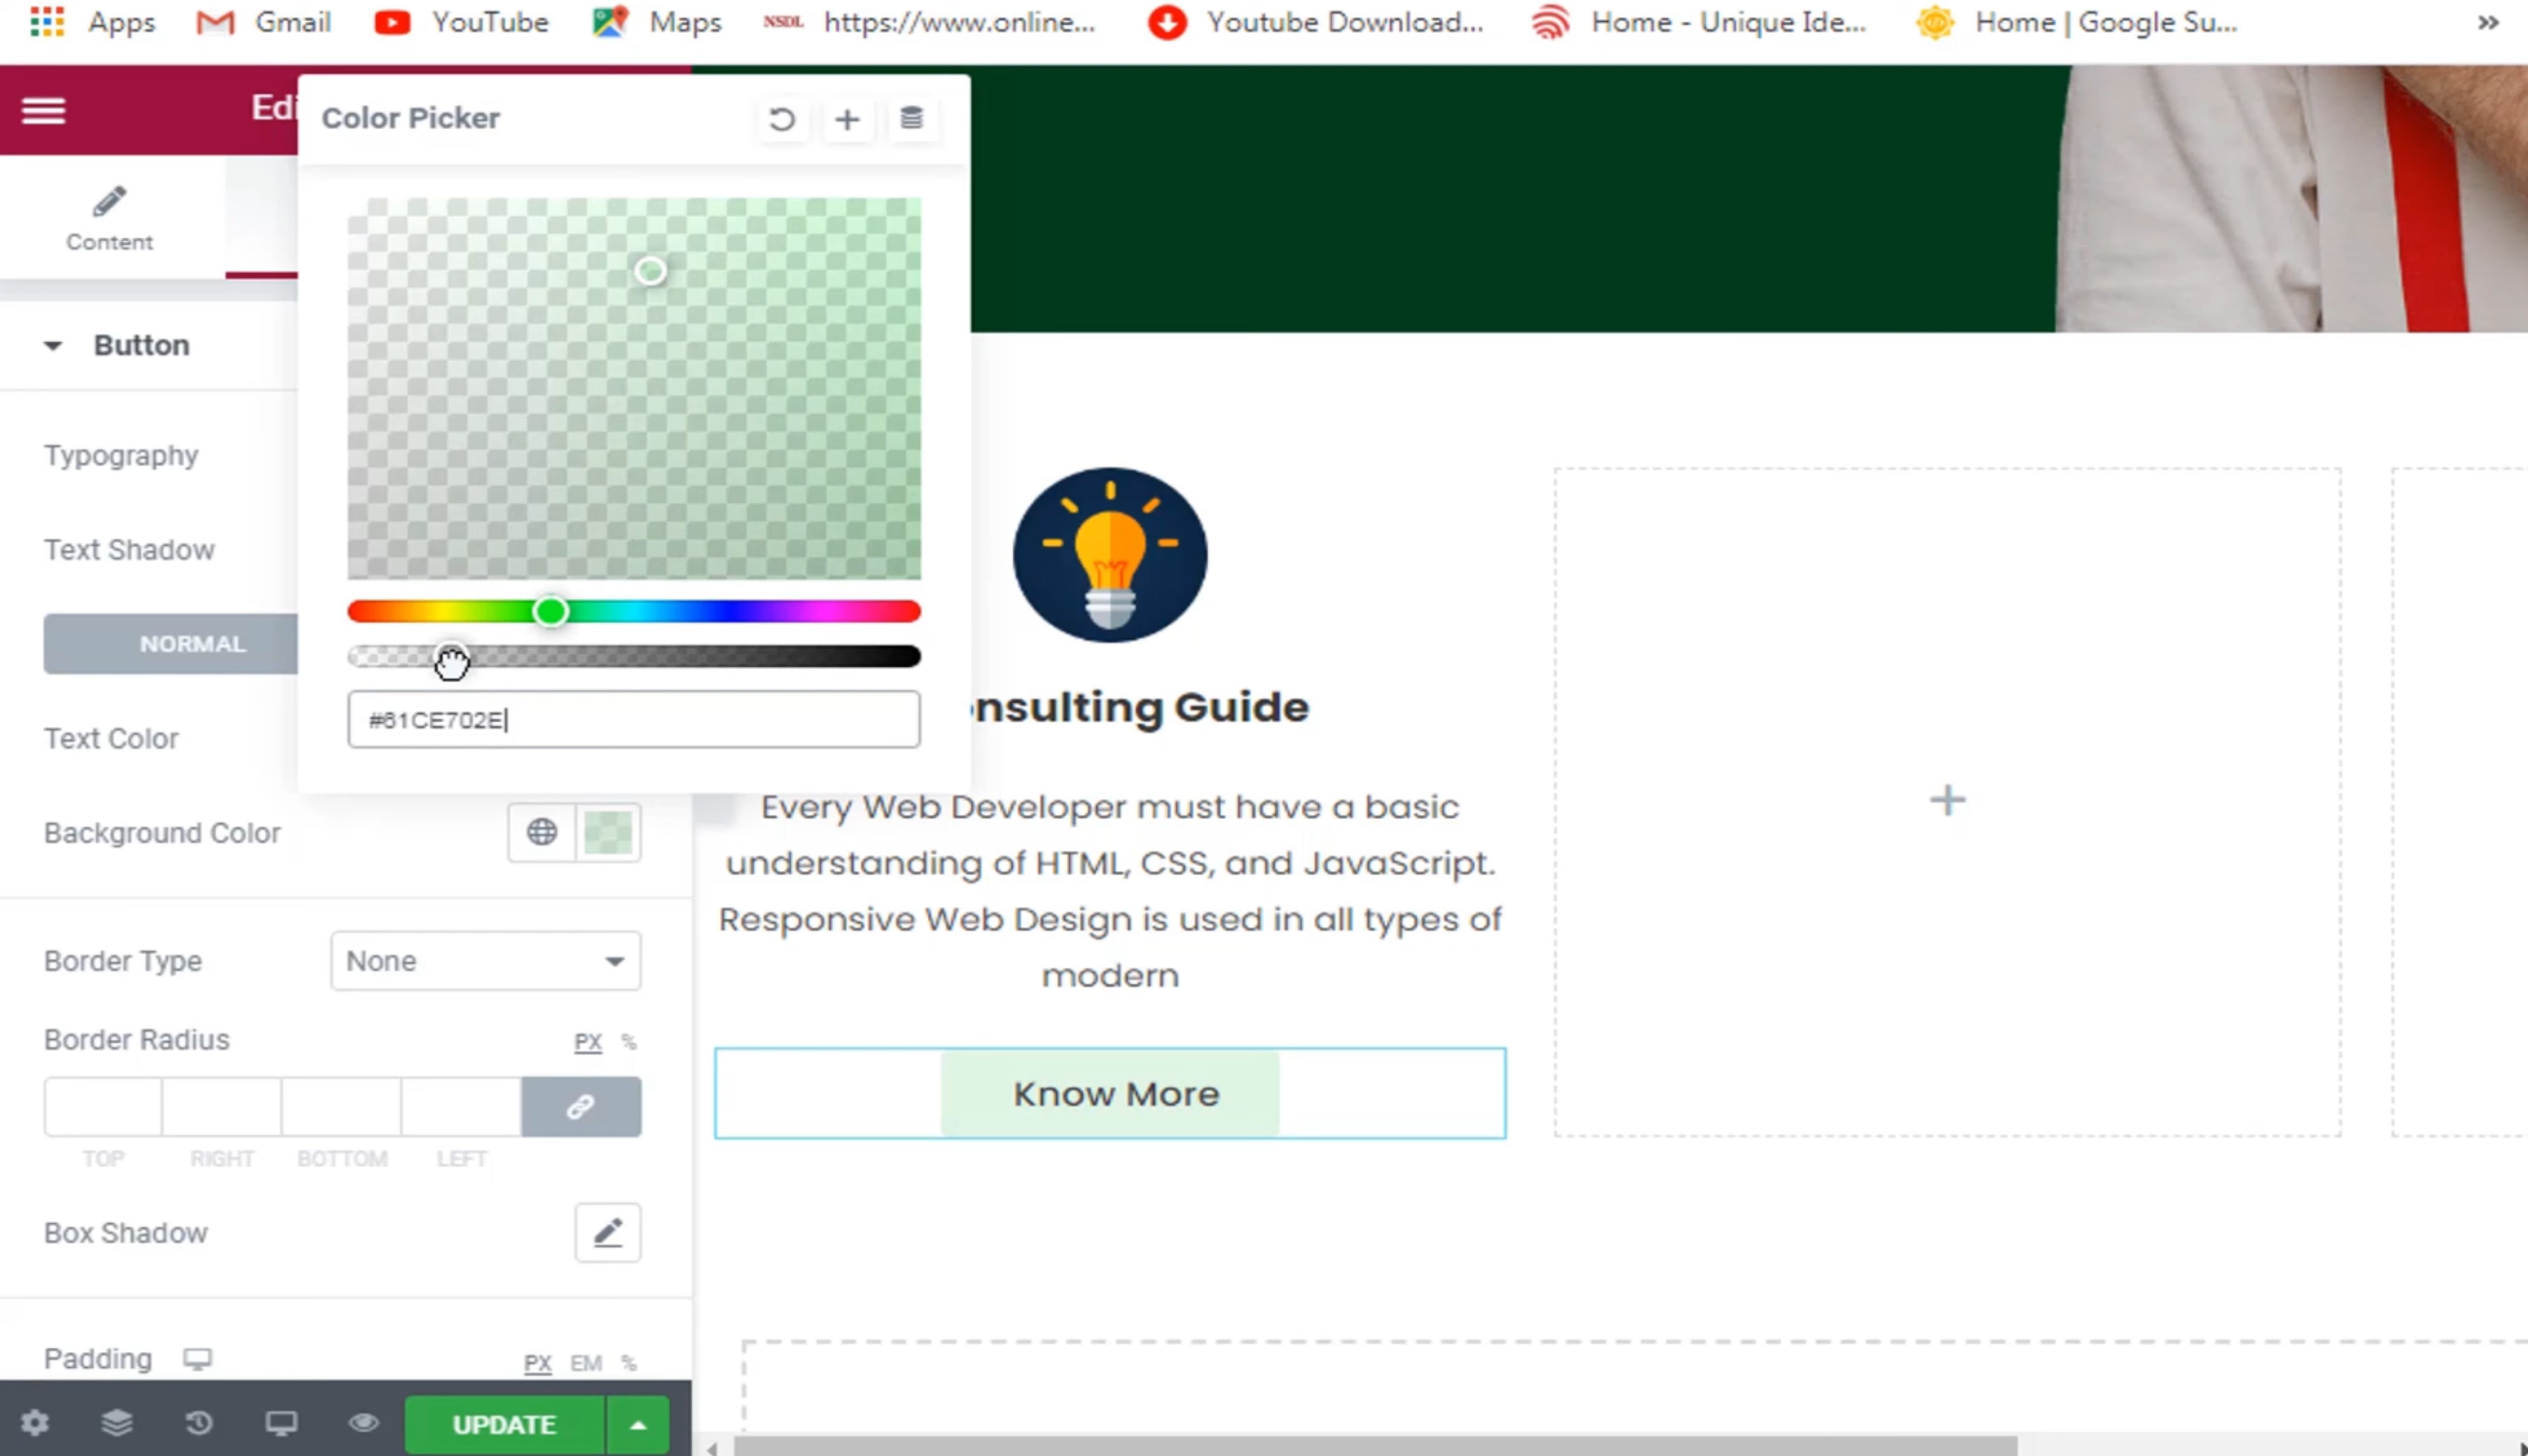 Apps Gmail YouTube Maps NSDL https://www.online... Youtube Download... Home - Unique Ide... Home | Google Su... »
Edi
Color Picker
Content
Button
Typography
Text Shadow
NORMAL
#61CE702E
Text Color
Background Color
Border Type None
Border Radius PX %
TOP RIGHT BOTTOM LEFT
Box Shadow
Padding PX EM %
UPDATE
onsulting Guide
Every Web Developer must have a basic
understanding of HTML, CSS, and JavaScript.
Responsive Web Design is used in all types of
modern
Know More